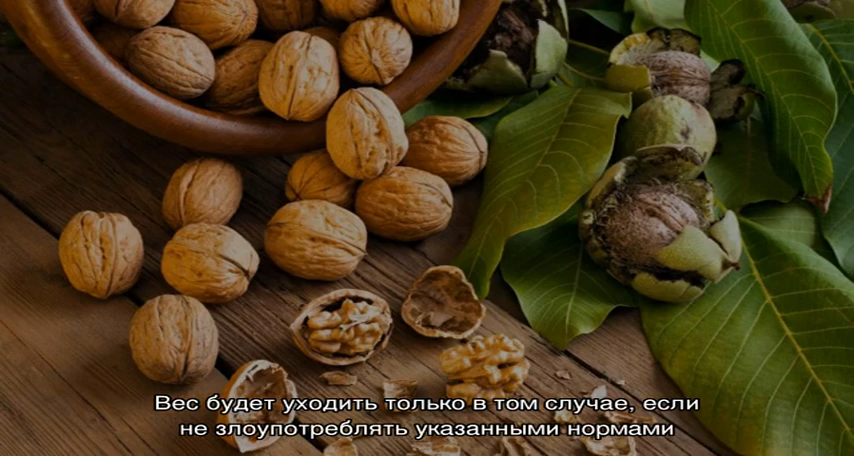 Вес будет уходить только в том случае, если
не злоупотреблять указанными нормами